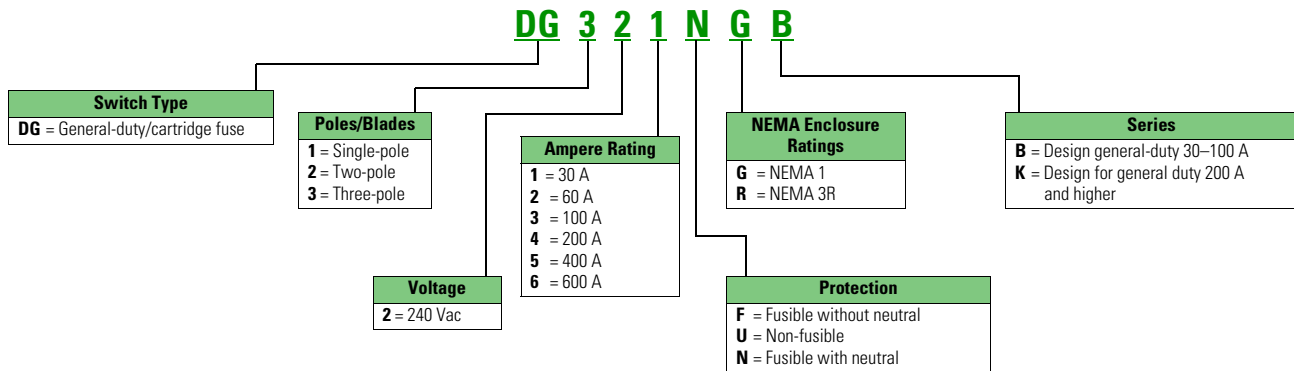 DG 3 2 1 N G B
Switch Type
DG = General-duty/cartridge fuse
Poles/Blades
1 = Single-pole
2 = Two-pole
3 = Three-pole
Voltage
2 = 240 Vac
Ampere Rating
1 = 30 A
2 = 60 A
3 = 100 A
4 = 200 A
5 = 400 A
6 = 600 A
NEMA Enclosure
Ratings
G = NEMA 1
R = NEMA 3R
Protection
F = Fusible without neutral
U = Non-fusible
N = Fusible with neutral
Series
B = Design general-duty 30–100 A
K = Design for general duty 200 A
and higher